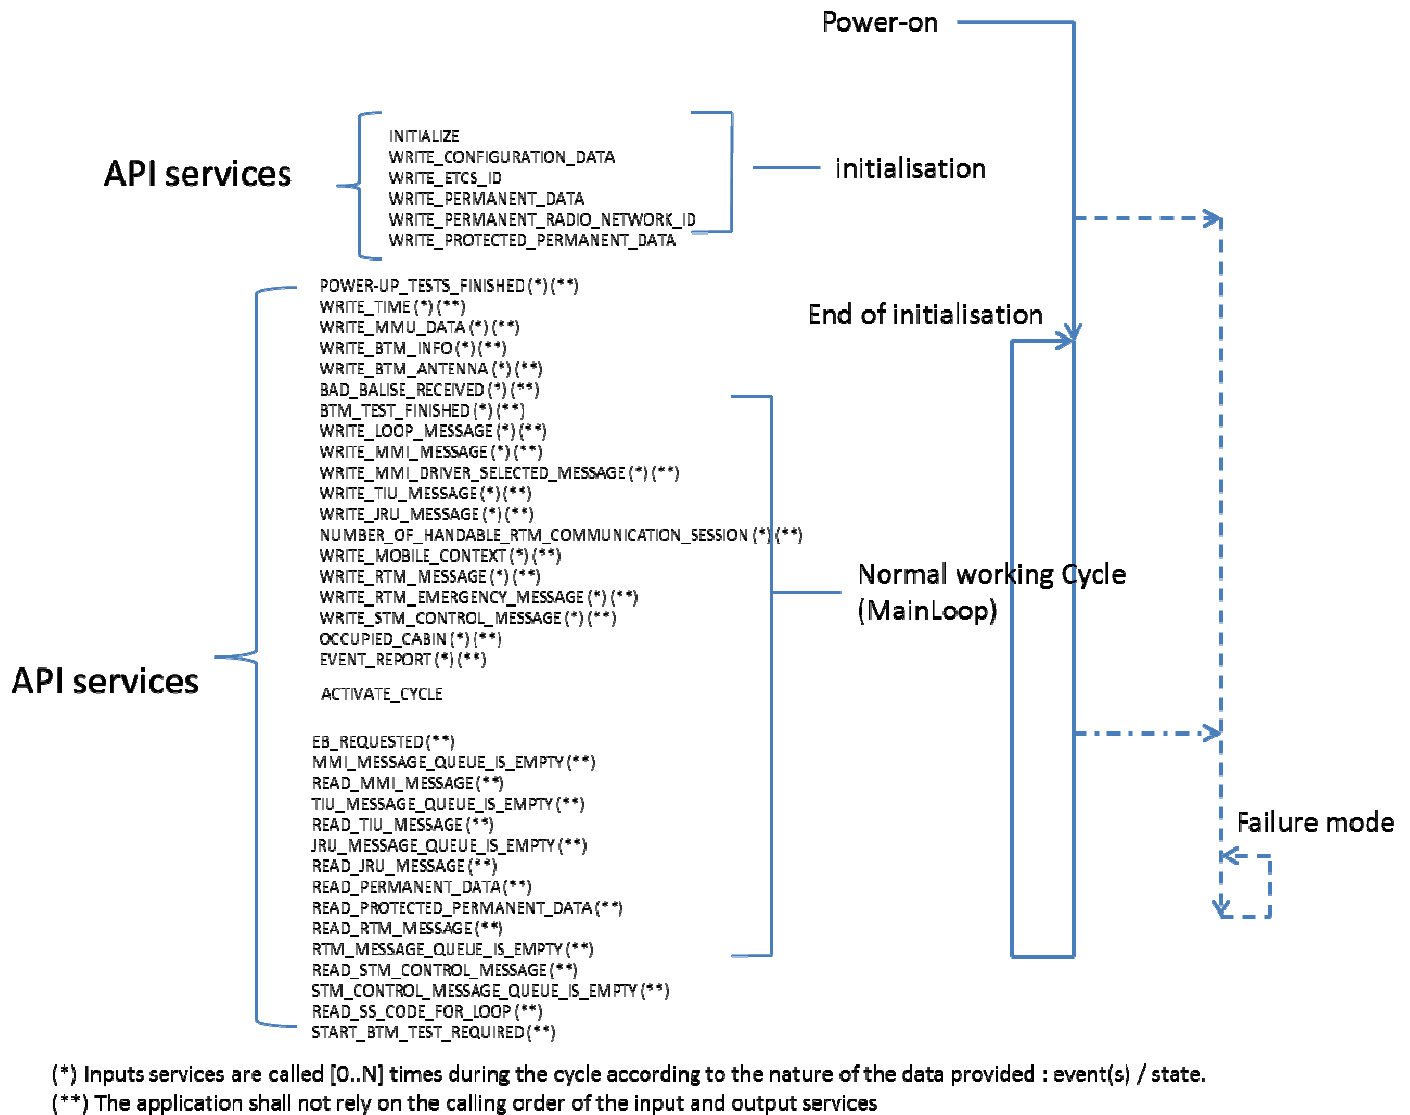 Power-on
API services
INITIALIZE
WRITE_CONFIGURATION_DATA
WRITE_ETCS_ID
WRITE_PERMANENT_DATA
WRITE_PERMANENT_RADIO_NETWORK_ID
WRITE_PROTECTED_PERMANENT_DATA
initialisation
End of initialisation
API services
POWER-UP_TESTS_FINISHED (*) (**)
WRITE_TIME (*) (**)
WRITE_MMU_DATA (*) (**)
WRITE_BTM_INFO (*) (**)
WRITE_BTM_ANTENNA (*) (**)
BAD_BALISE_RECEIVED (*) (**)
BTM_TEST_FINISHED (*) (**)
WRITE_LOOP_MESSAGE (*) (**)
WRITE_MMI_MESSAGE (*) (**)
WRITE_MMI_DRIVER_SELECTED_MESSAGE (*) (**)
WRITE_TIU_MESSAGE (*) (**)
WRITE_JRU_MESSAGE (*) (**)
NUMBER_OF_HANDABLE_RTM_COMMUNICATION_SESSION (*) (**)
WRITE_MOBILE_CONTEXT (*) (**)
WRITE_RTM_MESSAGE (*) (**)
WRITE_RTM_EMERGENCY_MESSAGE (*) (**)
WRITE_STM_CONTROL_MESSAGE (*) (**)
OCCUPIED_CABIN (*) (**)
EVENT_REPORT (*) (**)
ACTIVATE_CYCLE
EB_REQUESTED (**)
MMI_MESSAGE_QUEUE_IS_EMPTY (**)
READ_MMI_MESSAGE (**)
TIU_MESSAGE_QUEUE_IS_EMPTY (**)
READ_TIU_MESSAGE (**)
JRU_MESSAGE_QUEUE_IS_EMPTY (**)
READ_JRU_MESSAGE (**)
READ_PERMANENT_DATA (**)
READ_PROTECTED_PERMANENT_DATA (**)
READ_RTM_MESSAGE (**)
RTM_MESSAGE_QUEUE_IS_EMPTY (**)
READ_STM_CONTROL_MESSAGE (**)
STM_CONTROL_MESSAGE_QUEUE_IS_EMPTY (**)
READ_SS_CODE_FOR_LOOP (**)
START_BTM_TEST_REQUIRED (**)
Normal working Cycle
(MainLoop)
Failure mode
(*) Inputs services are called [0..N] times during the cycle according to the nature of the data provided : event(s) / state.
(**) The application shall not rely on the calling order of the input and output services